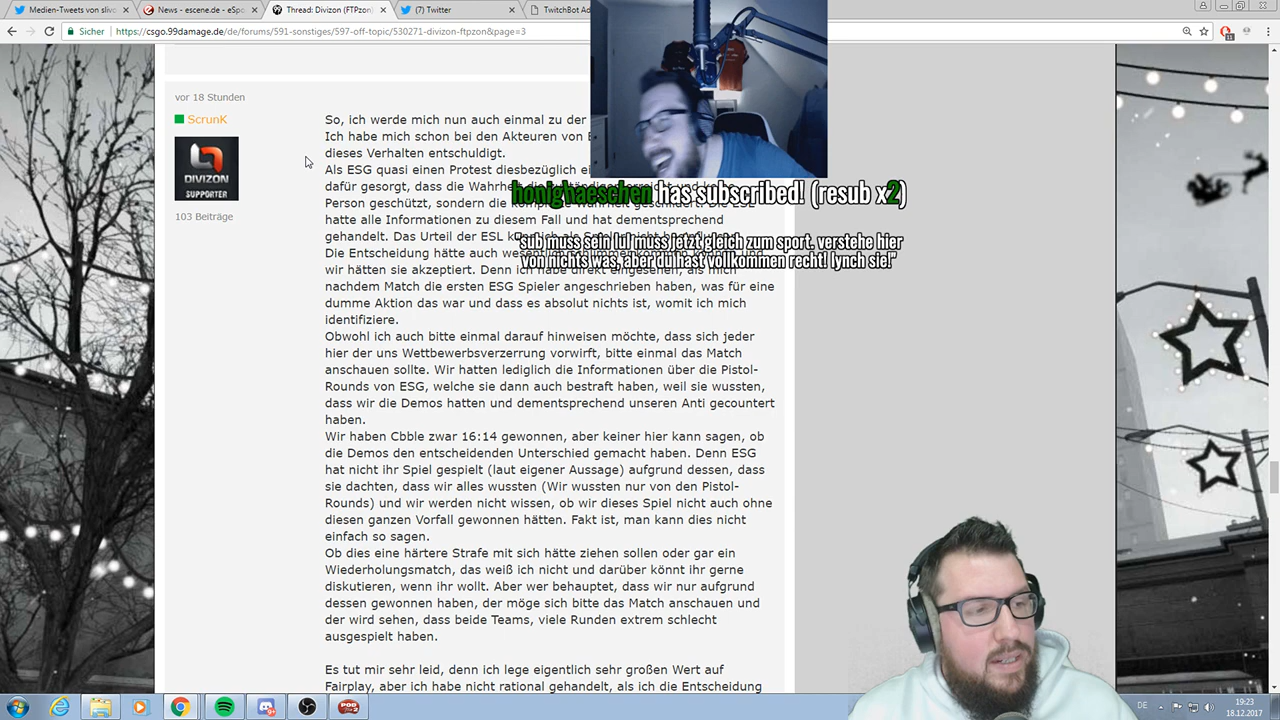 Medien-Tweets von slivc
News - escene.de - eSpo
Thread: Divizon (FTPzon)
(7) Twitter
TwitchBot Ad
Sicher
https://csgo.99damage.de/de/forums/591-sonstiges/597-off-topic/530271-divizon-ftpzon&page=3
11
vor 18 Stunden
ScrunK
DIVIZON
SUPPORTER
103 Beiträge
So, ich werde mich nun auch einmal zu der
Ich habe mich schon bei den Akteuren von
dieses Verhalten entschuldigt.
Als ESG quasi einen Protest diesbezüglich
dafür gesorgt, dass die Wahrheit
Person geschützt, sondern die
hatte alle Informationen zu diesem Fall und hat dementsprechend
gehandelt. Das Urteil der ESL
Die Entscheidung hätte auch
wir hätten sie akzeptiert. Denn ich habe direkt eingesehen, als mich
nachdem Match die ersten ESG Spieler angeschrieben haben, was für eine
dumme Aktion das war und dass es absolut nichts ist, womit ich mich
identifiziere.
Obwohl ich auch bitte einmal darauf hinweisen möchte, dass sich jeder
hier der uns Wettbewerbsverzerrung vorwirft, bitte einmal das Match
anschauen sollte. Wir hatten lediglich die Informationen über die Pistol-
Rounds von ESG, welche sie dann auch bestraft haben, weil sie wussten,
dass wir die Demos hatten und dementsprechend unseren Anti gecountert
haben.
Wir haben Cbble zwar 16:14 gewonnen, aber keiner hier kann sagen, ob
die Demos den entscheidenden Unterschied gemacht haben. Denn ESG
hat nicht ihr Spiel gespielt (laut eigener Aussage) aufgrund dessen, dass
sie dachten, dass wir alles wussten (Wir wussten nur von den Pistol-
Rounds) und wir werden nicht wissen, ob wir dieses Spiel nicht auch ohne
diesen ganzen Vorfall gewonnen hätten. Fakt ist, man kann dies nicht
einfach so sagen.
Ob dies eine härtere Strafe mit sich hätte ziehen sollen oder gar ein
Wiederholungsmatch, das weiß ich nicht und darüber könnt ihr gerne
diskutieren, wenn ihr wollt. Aber wer behauptet, dass wir nur aufgrund
dessen gewonnen haben, der möge sich bitte das Match anschauen und
der wird sehen, dass beide Teams, viele Runden extrem schlecht
ausgespielt haben.
Es tut mir sehr leid, denn ich lege eigentlich sehr großen Wert auf
Fairplay, aber ich habe nicht rational gehandelt, als ich die Entscheidung
honighaeschen has subscribed! (resub x2)
"sub muss sein lul muss jetzt gleich zum sport, verstehe hier
von nichts was, aber du hast vollkommen recht! lynch sie!"
DE
19:23
18.12.2017